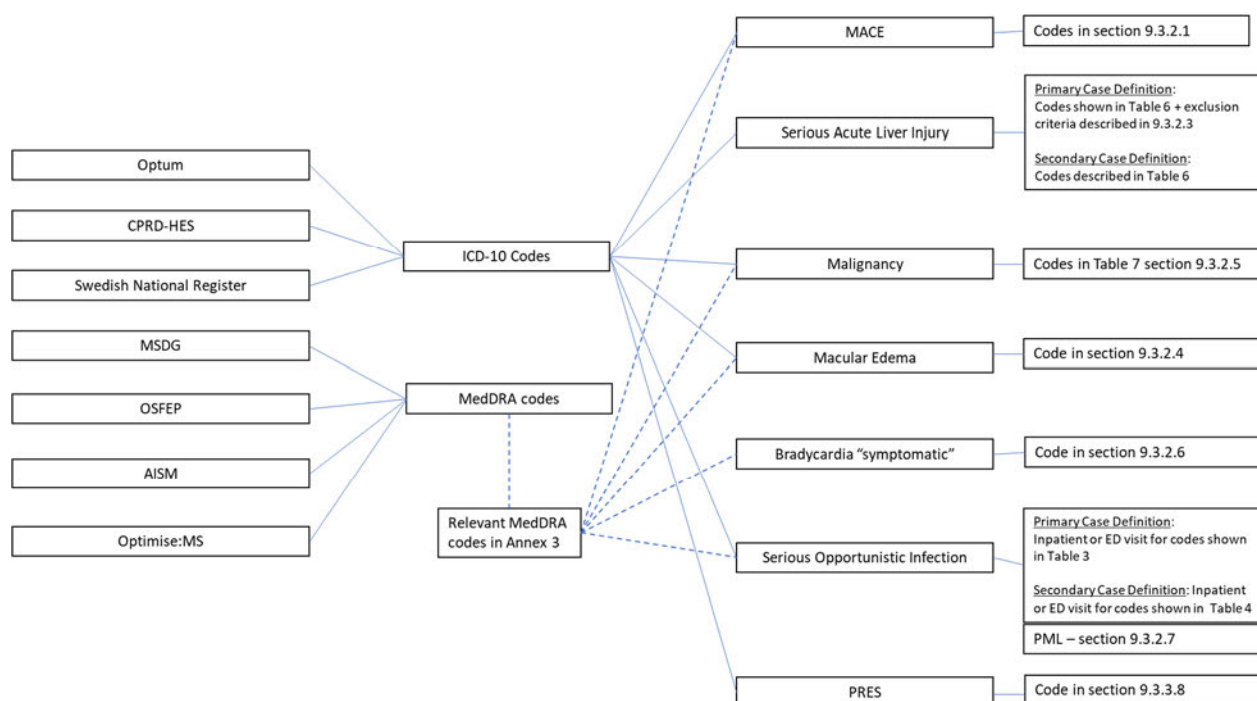 Optum
CPRD-HES
Swedish National Register
MSDG
OSFEP
AISM
Optimise:MS
ICD-10 Codes
MedDRA codes
Relevant MedDRA
codes in Annex 3
MACE
Serious Acute Liver Injury
Malignancy
Macular Edema
Bradycardia “symptomatic”
Serious Opportunistic Infection
PRES
Codes in section 9.3.2.1
Primary Case Definition:
Codes shown in Table 6 + exclusion
criteria described in 9.3.2.3
Secondary Case Definition:
Codes described in Table 6
Codes in Table 7 section 9.3.2.5
Code in section 9.3.2.4
Code in section 9.3.2.6
Primary Case Definition:
Inpatient or ED visit for codes shown
in Table 3
Secondary Case Definition: Inpatient
or ED visit for codes shown in Table 4
PML – section 9.3.2.7
Code in section 9.3.3.8